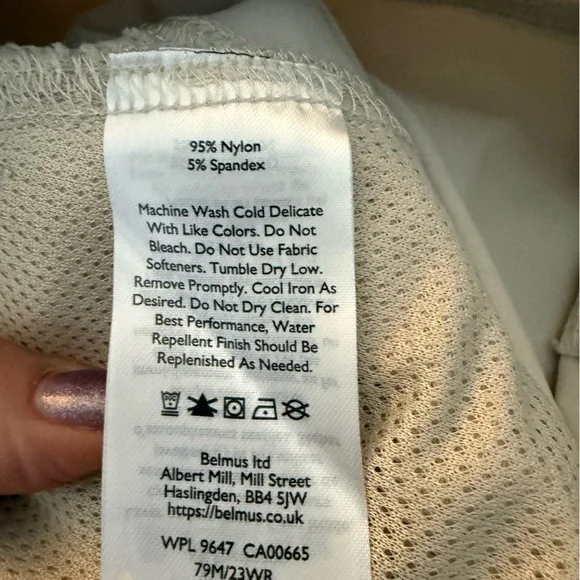 95% Nylon
5% Spandex
Machine Wash Cold Delicate
With Like Colors. Do Not
Bleach. Do Not Use Fabric
Softeners. Tumble Dry Low.
Remove Promptly. Cool Iron As
Desired. Do Not Dry Clean. For
Best Performance, Water
Repellent Finish Should Be
Replenished As Needed.
Belmus ltd
Albert Mill, Mill Street
Haslingden, BB4 5JW
https://belmus.co.uk
WPL 9647 CA00665
79M/23WR